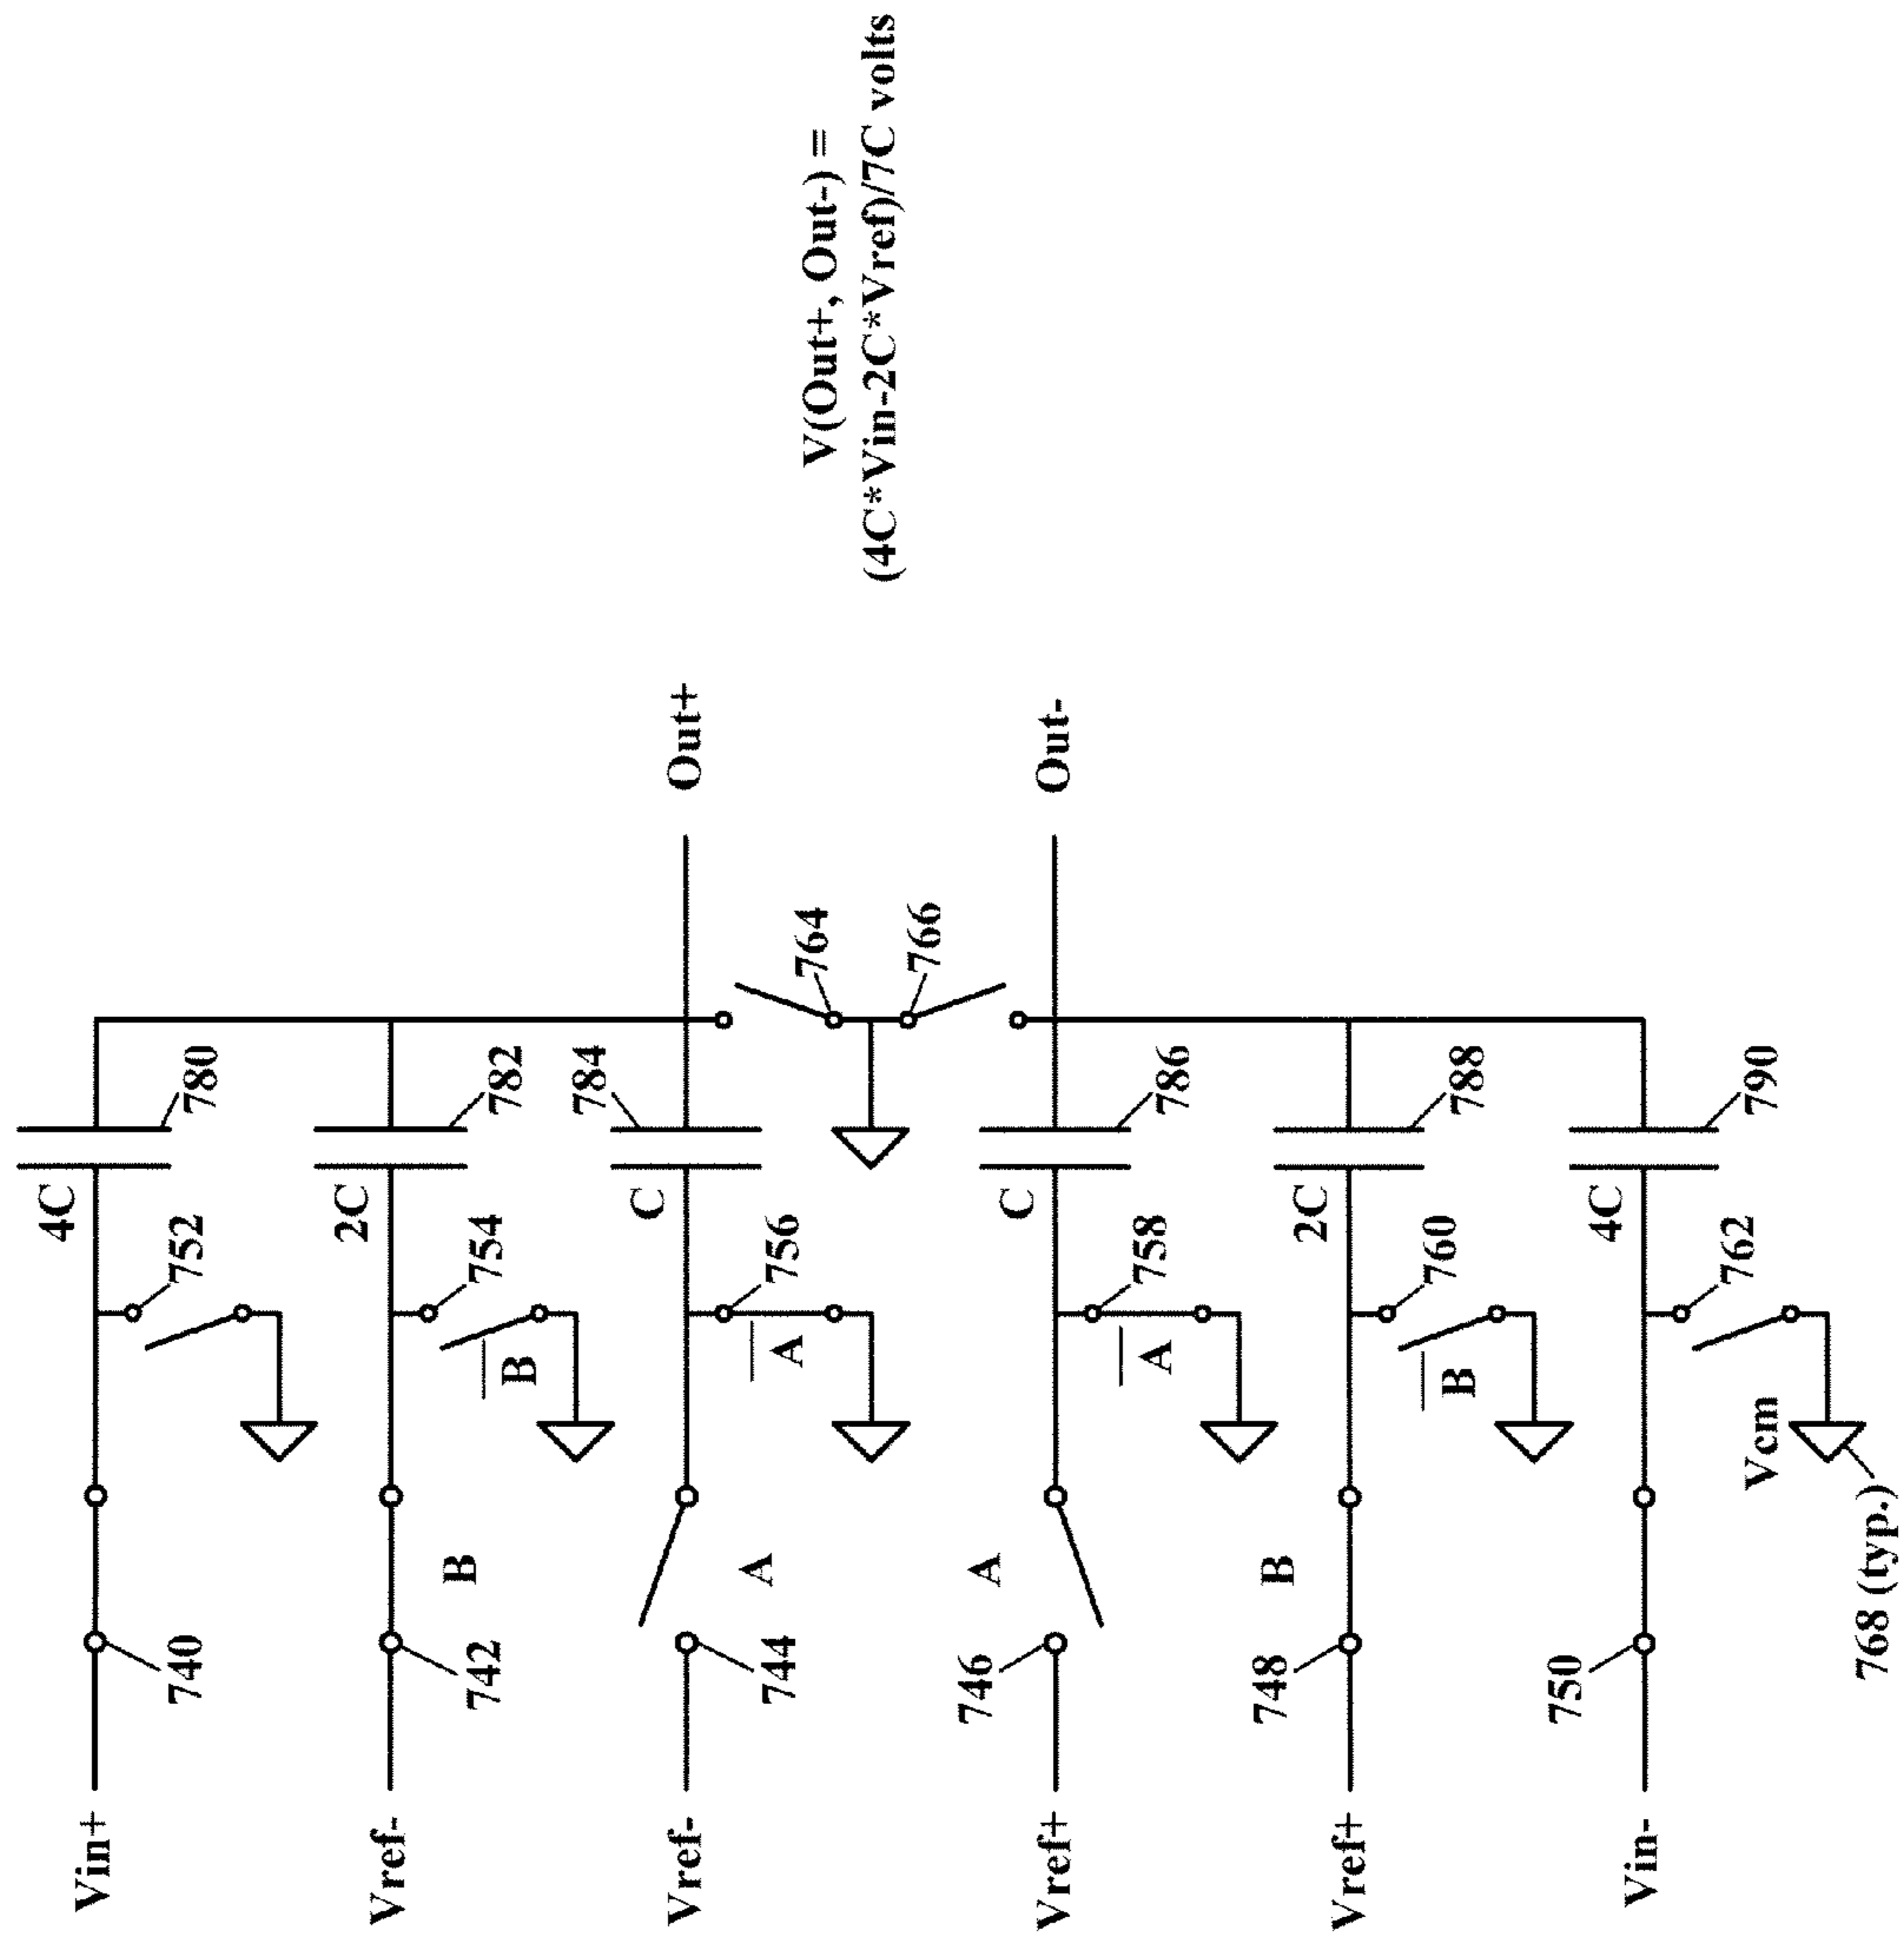 Vin+
740
752
4C
780
Vref-
742
B
B
754
2C
782
Vref-
744
A
A
756
C
784
Out+
764
766
V(Out+, Out-) =
(4C*Vin-2C*Vref)/7C volts
Vref+
746
A
A
758
C
786
Out-
Vref+
748
B
B
760
2C
788
Vin-
750
762
4C
790
Vcm
768 (typ.)